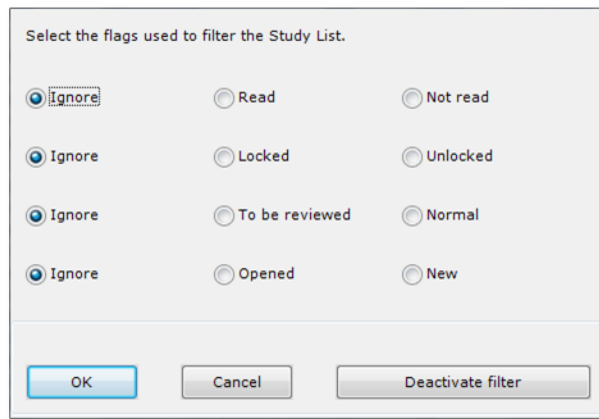 Select the flags used to filter the Study List.
Ignore Read Not read
Ignore Locked Unlocked
Ignore To be reviewed Normal
Ignore Opened New
OK Cancel Deactivate filter